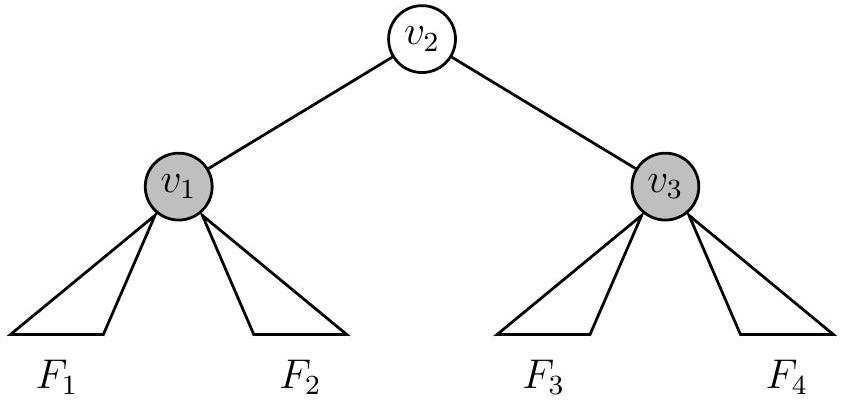 v₂
v₁ v₃
F₁ F₂ F₃ F₄